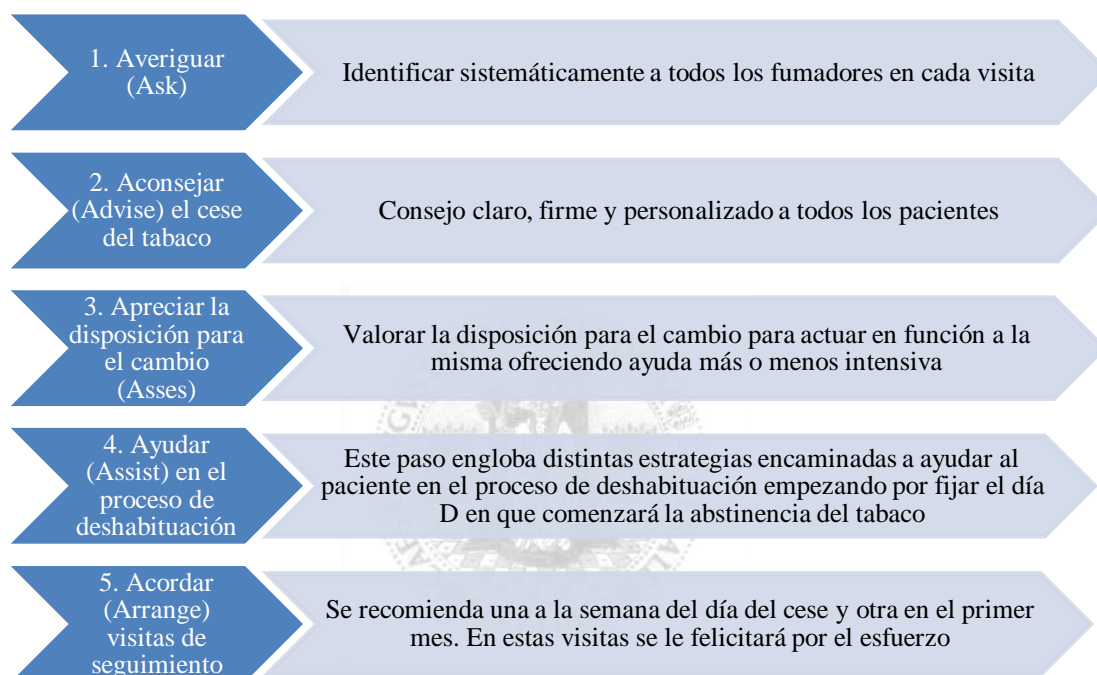 1. Averiguar
(Ask)
Identificar sistemáticamente a todos los fumadores en cada visita
2. Aconsejar
(Advise) el cese
del tabaco
Consejo claro, firme y personalizado a todos los pacientes
3. Apreciar la
disposición para
el cambio
(Asses)
Valorar la disposición para el cambio para actuar en función a la
misma ofreciendo ayuda más o menos intensiva
4. Ayudar
(Assist) en el
proceso de
deshabituación
Este paso engloba distintas estrategias encaminadas a ayudar al
paciente en el proceso de deshabituación empezando por fijar el día
D en que comenzará la abstinencia del tabaco
5. Acordar
(Arrange)
visitas de
seguimiento
Se recomienda una a la semana del día del cese y otra en el primer
mes. En estas visitas se le felicitará por el esfuerzo